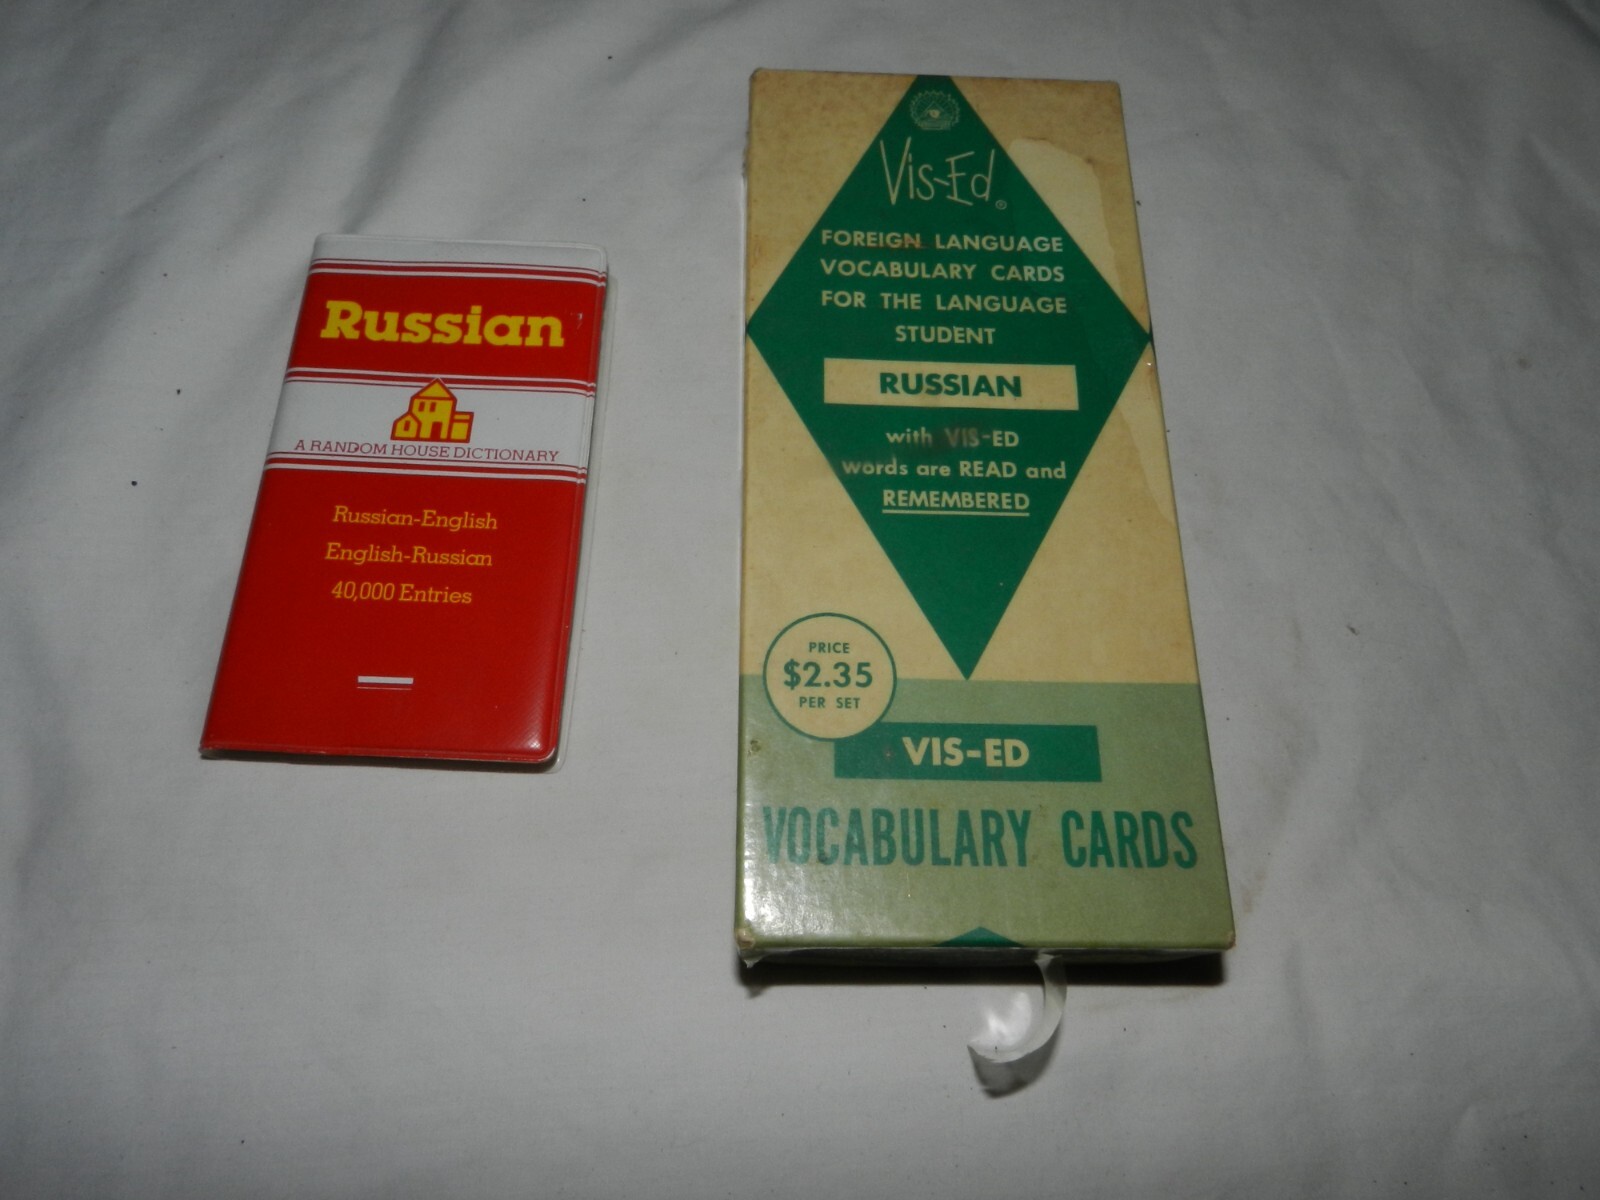 Russian
A RANDOM HOUSE DICTIONARY
Russian-English
English-Russian
40,000 Entries
Vis-Ed®
FOREIGN LANGUAGE
VOCABULARY CARDS
FOR THE LANGUAGE
STUDENT
RUSSIAN
with VIS-ED
words are READ and
REMEMBERED
PRICE
$2.35
PER SET
VIS-ED
VOCABULARY CARDS